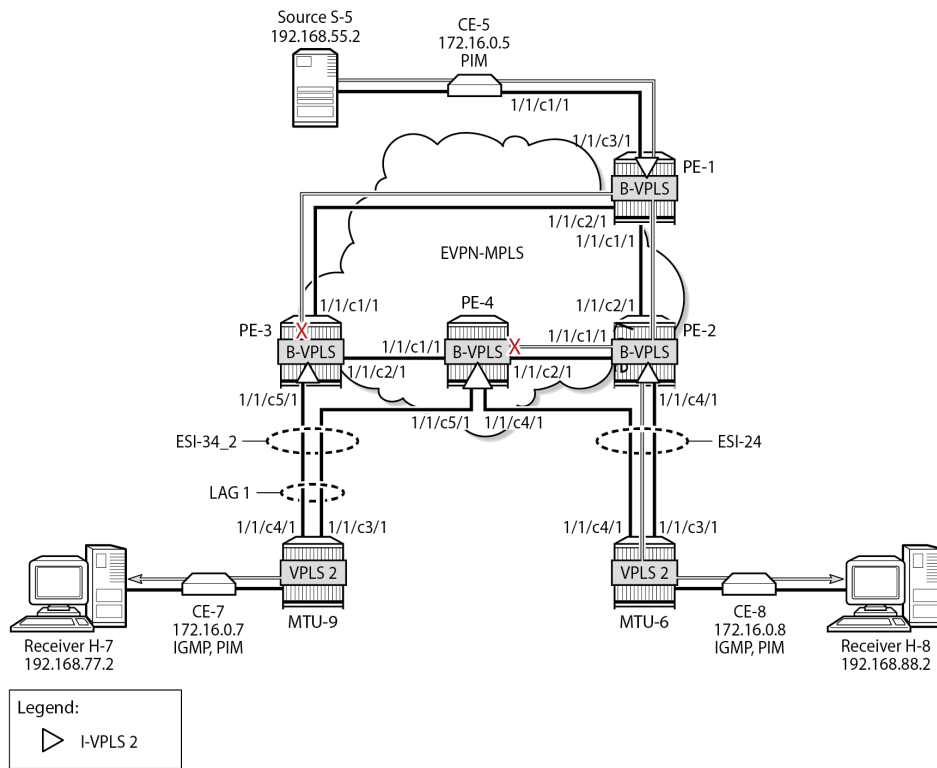 Source S-5
192.168.55.2
CE-5
172.16.0.5
PIM
1/1/c1/1
1/1/c3/1
PE-1
B-VPLS
1/1/c2/1
1/1/c1/1
EVPN-MPLS
1/1/c1/1
PE-4
1/1/c2/1
PE-3
X
1/1/c1/1
X
1/1/c1/1
PE-2
B-VPLS
B-VPLS
B-VPLS
1/1/c2/1
1/1/c2/1
1/1/c5/1
1/1/c5/1
1/1/c4/1
1/1/c4/1
ESI-34_2
ESI-24
LAG 1
1/1/c4/1
1/1/c3/1
1/1/c4/1
1/1/c3/1
VPLS 2
VPLS 2
MTU-9
MTU-6
CE-7
172.16.0.7
IGMP, PIM
CE-8
172.16.0.8
IGMP, PIM
Receiver H-7
192.168.77.2
Receiver H-8
192.168.88.2
Legend:
I-VPLS 2